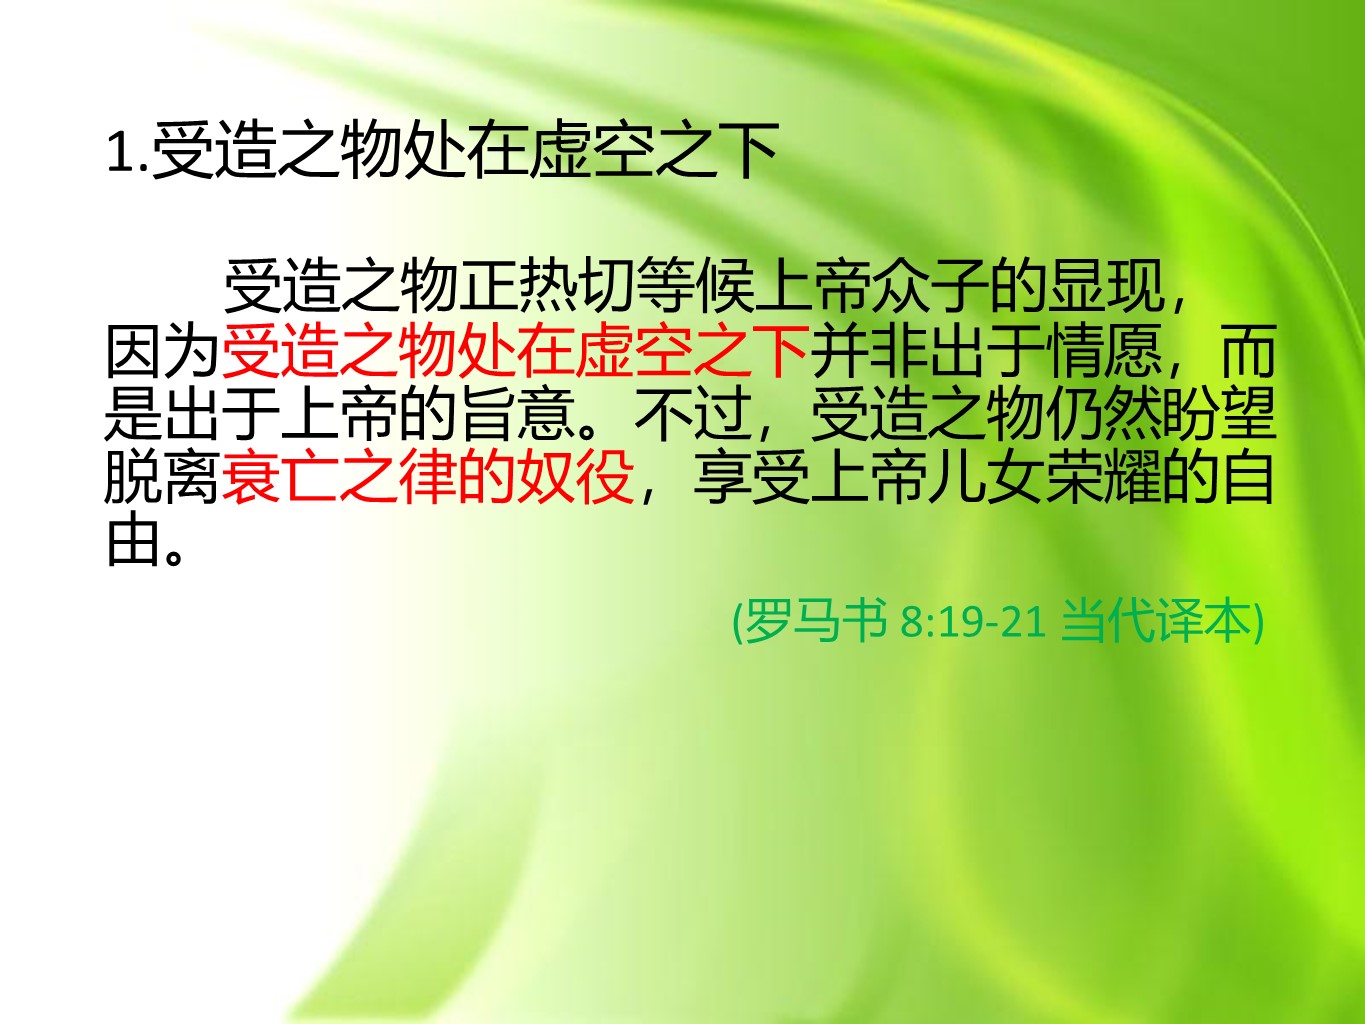 1.受造之物处在虚空之下
受造之物正热切等候上帝众子的显现，
因为受造之物处在虚空之下并非出于情愿，而
是出于上帝的旨意。不过，受造之物仍然盼望
脱离衰亡之律的奴役，享受上帝儿女荣耀的自
由。
(罗马书 8:19-21 当代译本)